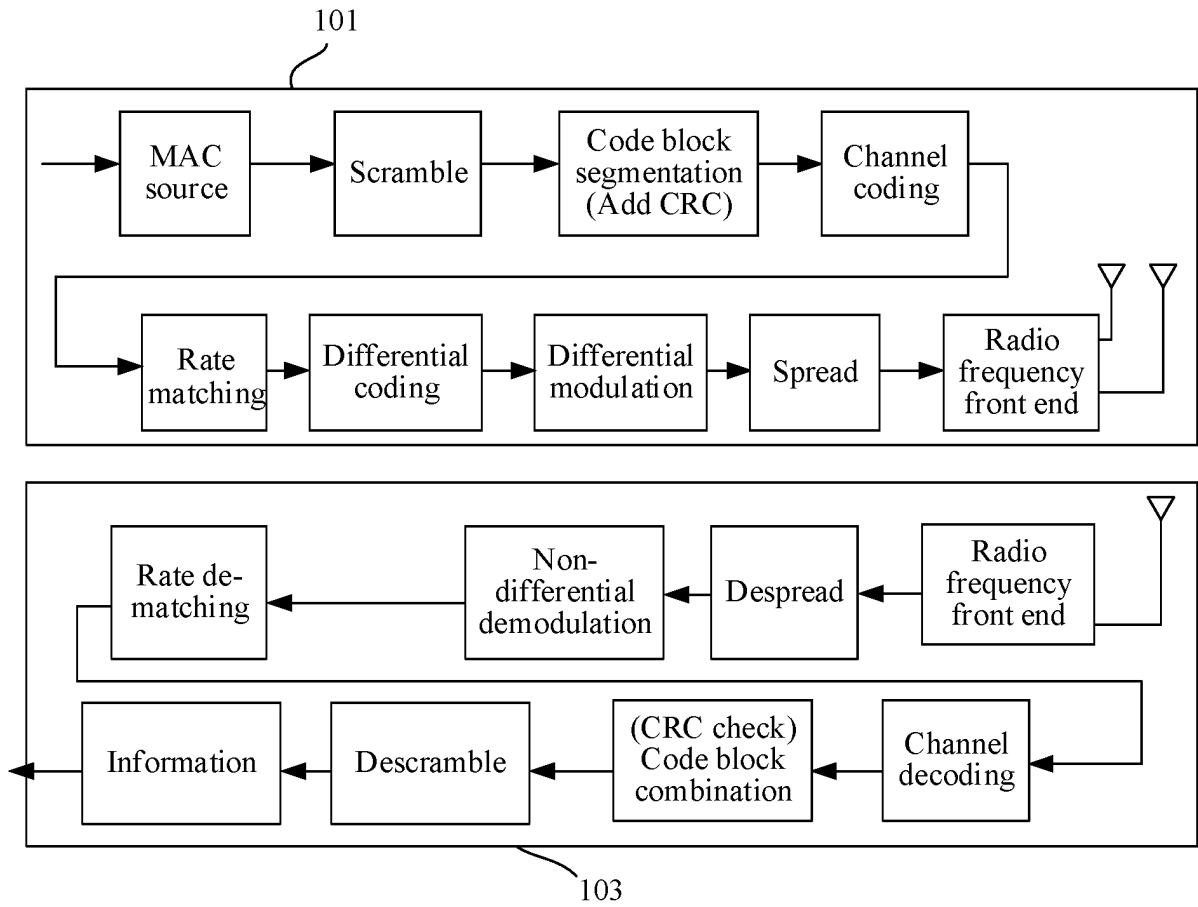 101
MAC
source
Scramble
Code block
segmentation
(Add CRC)
Channel
coding
Rate
matching
Differential
coding
Differential
modulation
Spread
Radio
frequency
front end
Rate de-
matching
Non-
differential
demodulation
Despread
Radio
frequency
front end
Information
Descramble
(CRC check)
Code block
combination
Channel
decoding
103